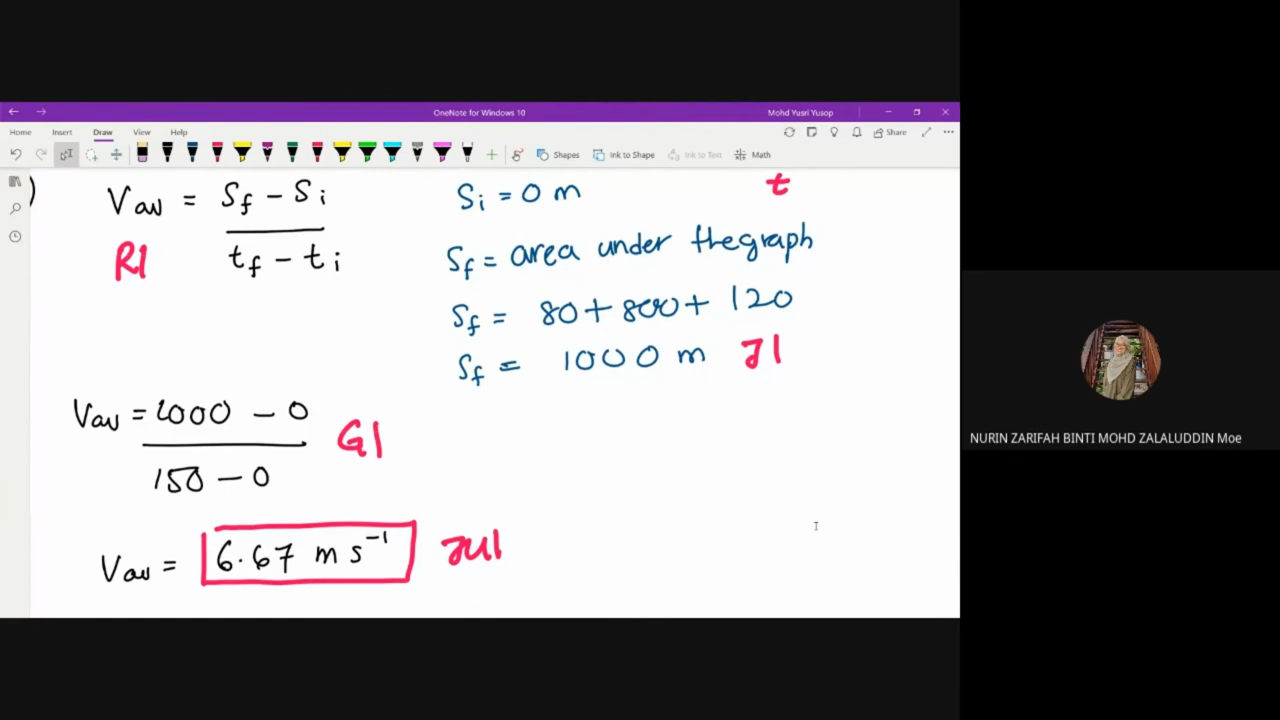 OneNote for Windows 10
Mohd Yusri Yusop
Home Insert Draw View Help
Share
Shapes Ink to Shape Ink to Text Math
) Vav = Sf - Si
tf - ti
R1
Si = 0 m
t
Sf = area under the graph
Sf = 80 + 800 + 120
Sf = 1000 m J1
Vav = 1000 - 0
150 - 0
G1
Vav = 6.67 m s⁻¹ JU1
NURIN ZARIFAH BINTI MOHD ZALALUDDIN Moe